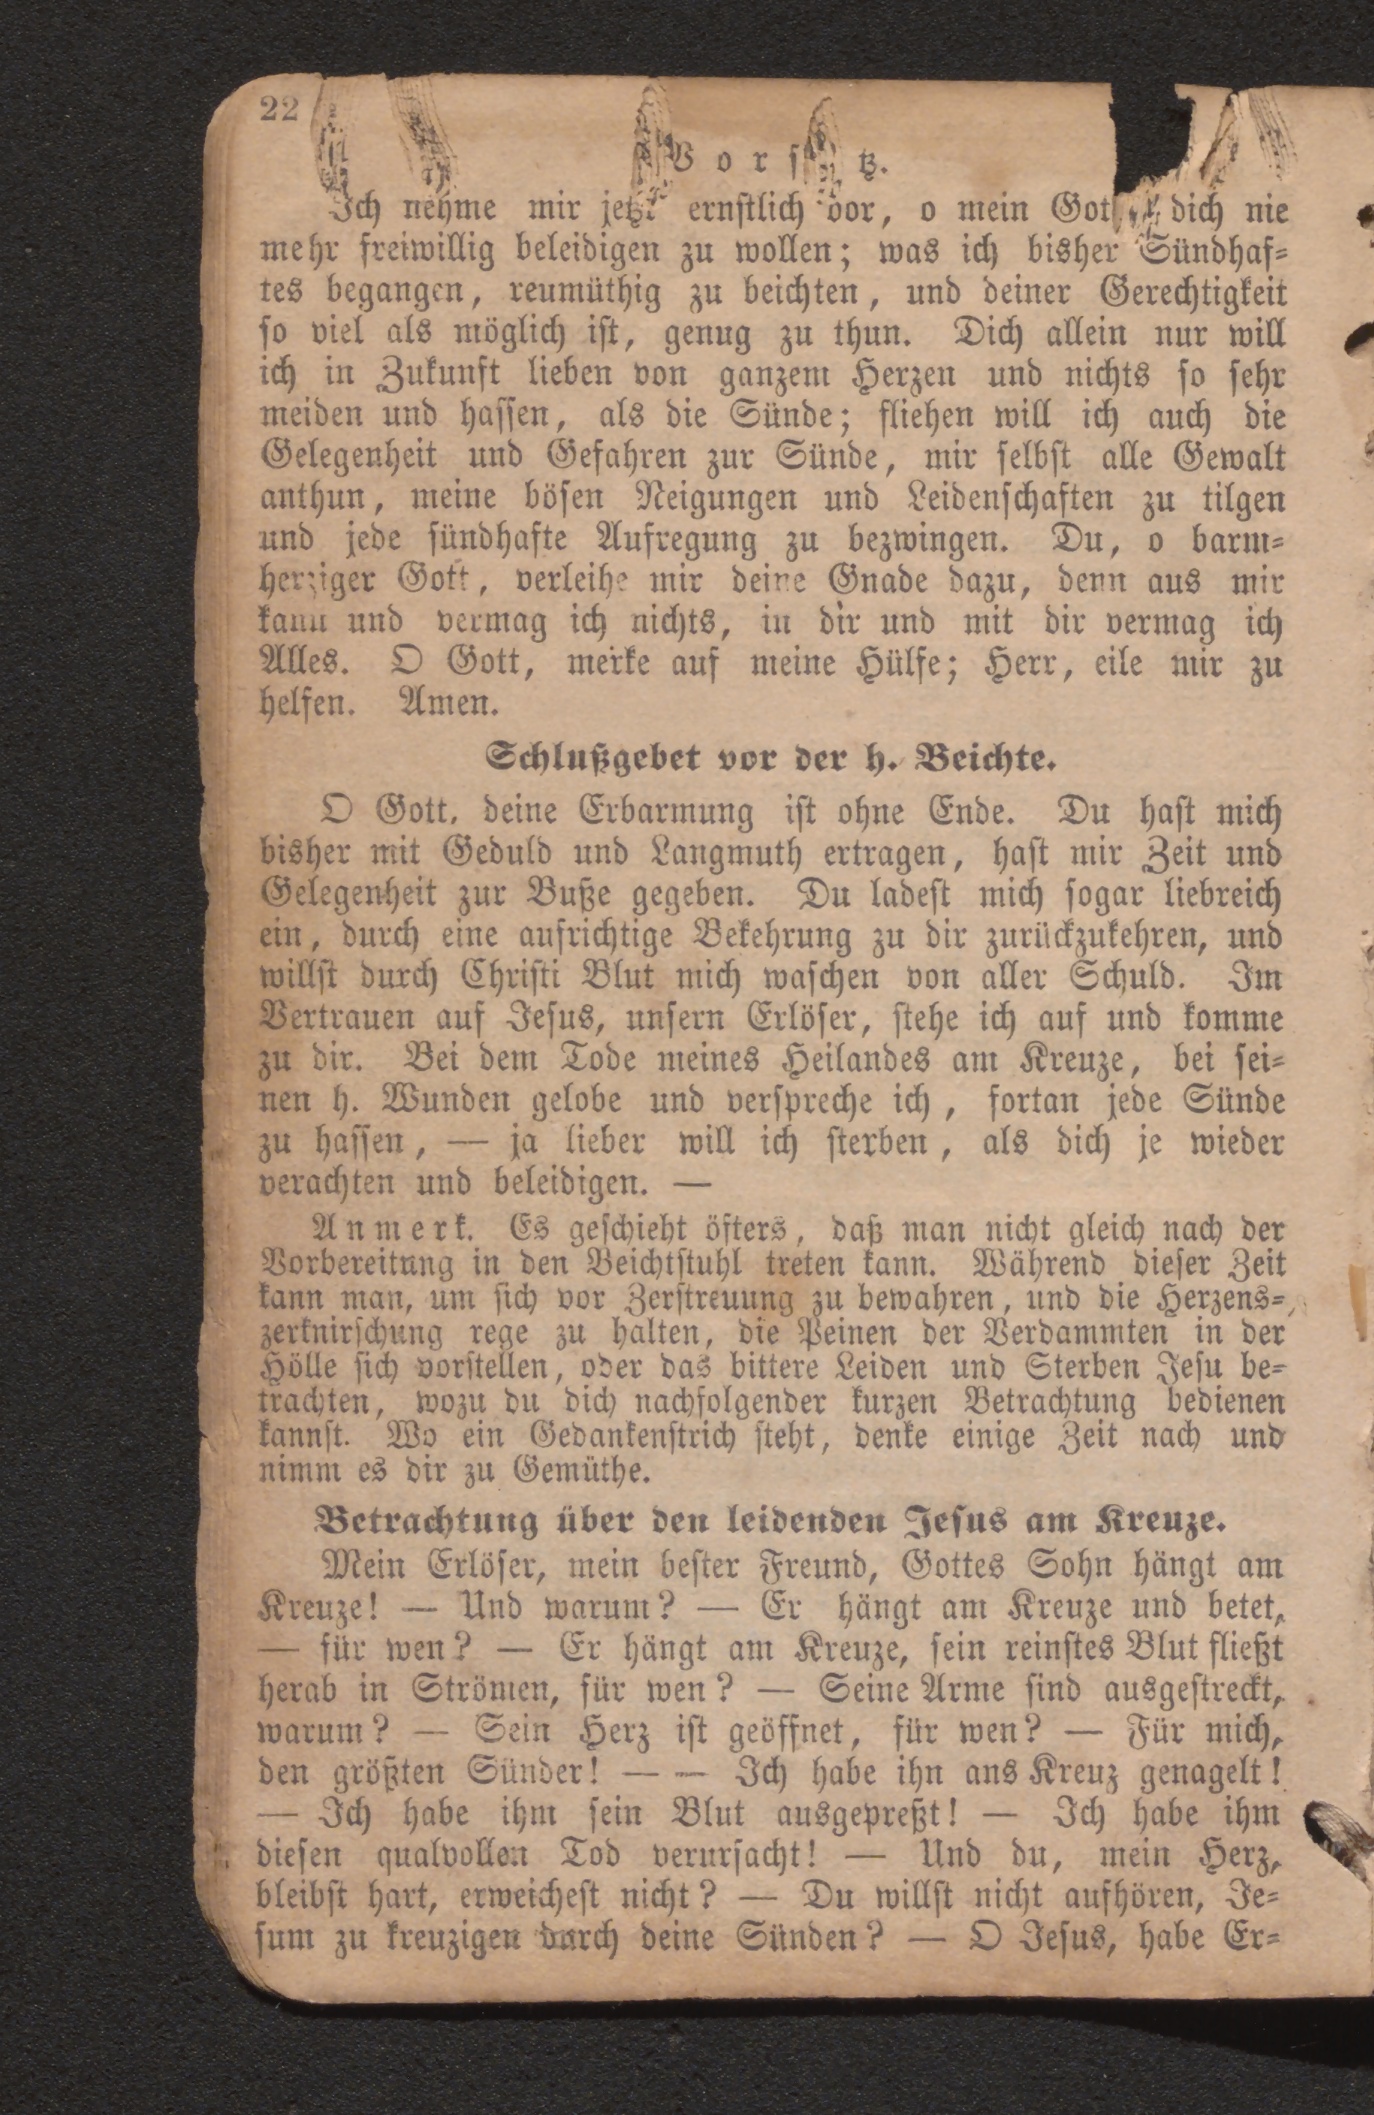 22
Vorsatz.
Ich nehme mir jetzt ernstlich vor, o mein Gott, dich nie
mehr freiwillig beleidigen zu wollen; was ich bisher Sündhaf-
tes begangen, reumüthig zu beichten, und deiner Gerechtigkeit
so viel als möglich ist, genug zu thun. Dich allein nur will
ich in Zukunft lieben von ganzem Herzen und nichts so sehr
meiden und hassen, als die Sünde; fliehen will ich auch die
Gelegenheit und Gefahren zur Sünde, mir selbst alle Gewalt
anthun, meine bösen Neigungen und Leidenschaften zu tilgen
und jede sündhafte Aufregung zu bezwingen. Du, o barm-
herziger Gott, verleihe mir deine Gnade dazu, denn aus mir
kann und vermag ich nichts, in dir und mit dir vermag ich
Alles. O Gott, merke auf meine Hülfe; Herr, eile mir zu
helfen. Amen.
Schlußgebet vor der h. Beichte.
O Gott, deine Erbarmung ist ohne Ende. Du hast mich
bisher mit Geduld und Langmuth ertragen, hast mir Zeit und
Gelegenheit zur Buße gegeben. Du ladest mich sogar liebreich
ein, durch eine aufrichtige Bekehrung zu dir zurückzukehren, und
willst durch Christi Blut mich waschen von aller Schuld. Im
Vertrauen auf Jesus, unsern Erlöser, stehe ich auf und komme
zu dir. Bei dem Tode meines Heilandes am Kreuze, bei sei-
nen h. Wunden gelobe und verspreche ich, fortan jede Sünde
zu hassen, — ja lieber will ich sterben, als dich je wieder
verachten und beleidigen. —
Anmerk. Es geschieht öfters, daß man nicht gleich nach der
Vorbereitung in den Beichtstuhl treten kann. Während dieser Zeit
kann man, um sich vor Zerstreuung zu bewahren, und die Herzens-
zerknirschung rege zu halten, die Peinen der Verdammten in der
Hölle sich vorstellen, oder das bittere Leiden und Sterben Jesu be-
trachten, wozu du dich nachfolgender kurzen Betrachtung bedienen
kannst. Wo ein Gedankenstrich steht, denke einige Zeit nach und
nimm es dir zu Gemüthe.
Betrachtung über den leidenden Jesus am Kreuze.
Mein Erlöser, mein bester Freund, Gottes Sohn hängt am
Kreuze! — Und warum? — Er hängt am Kreuze und betet,
— für wen? — Er hängt am Kreuze, sein reinstes Blut fließt
herab in Strömen, für wen? — Seine Arme sind ausgestreckt,
warum? — Sein Herz ist geöffnet, für wen? — Für mich,
den größten Sünder! — — Ich habe ihn ans Kreuz genagelt!
— Ich habe ihm sein Blut ausgepreßt! — Ich habe ihm
diesen qualvollen Tod verursacht! — Und du, mein Herz,
bleibst hart, erweichest nicht? — Du willst nicht aufhören, Je-
sum zu kreuzigen durch deine Sünden? — O Jesus, habe Er-